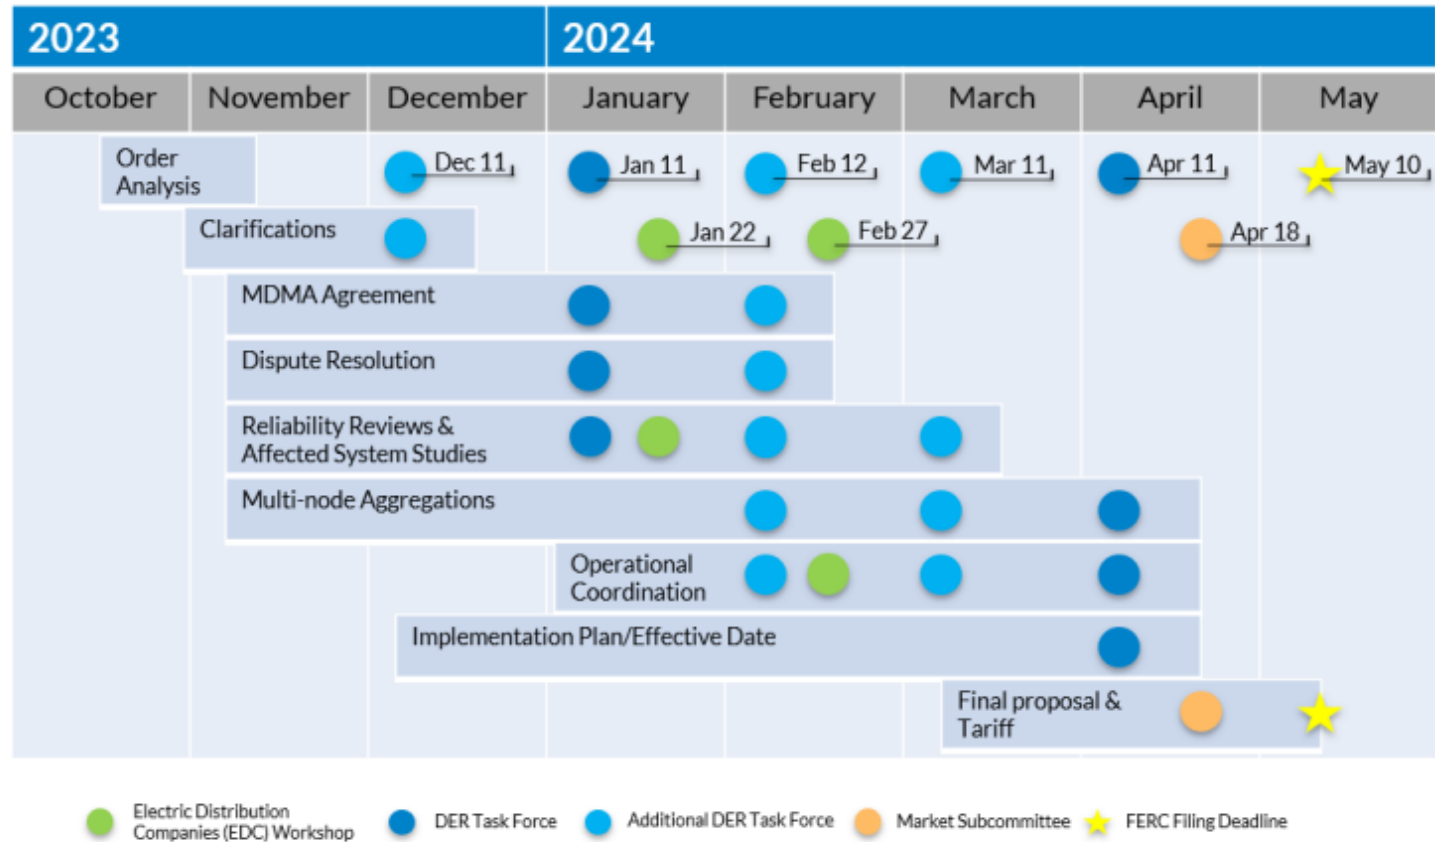 2023
2024
October
November
December
January
February
March
April
May
Order
Analysis
Dec 11
Jan 11
Feb 12
Mar 11
Apr 11
May 10
Clarifications
Jan 22
Feb 27
Apr 18
MDMA Agreement
Dispute Resolution
Reliability Reviews &
Affected System Studies
Multi-node Aggregations
Operational
Coordination
Implementation Plan/Effective Date
Final proposal &
Tariff
Electric Distribution
Companies (EDC) Workshop
DER Task Force
Additional DER Task Force
Market Subcommittee
FERC Filing Deadline